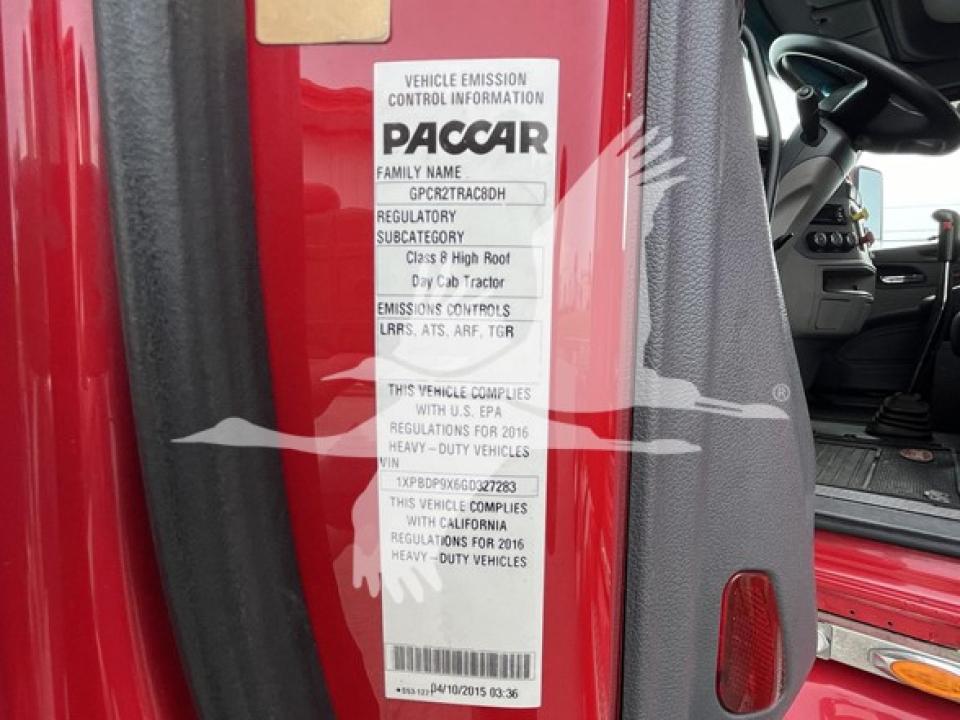 VEHICLE EMISSION
CONTROL INFORMATION
PACCAR
FAMILY NAME
GPCR2TRAC8DH
REGULATORY
SUBCATEGORY
Class 8 High Roof
Day Cab Tractor
EMISSIONS CONTROLS
LRRS, ATS, ARF, TGR
THIS VEHICLE COMPLIES
WITH U.S. EPA
REGULATIONS FOR 2016
HEAVY-DUTY VEHICLES
VIN
1XPBDP9X6GD327283
THIS VEHICLE COMPLIES
WITH CALIFORNIA
REGULATIONS FOR 2016
HEAVY-DUTY VEHICLES
04/10/2015 03:36
®